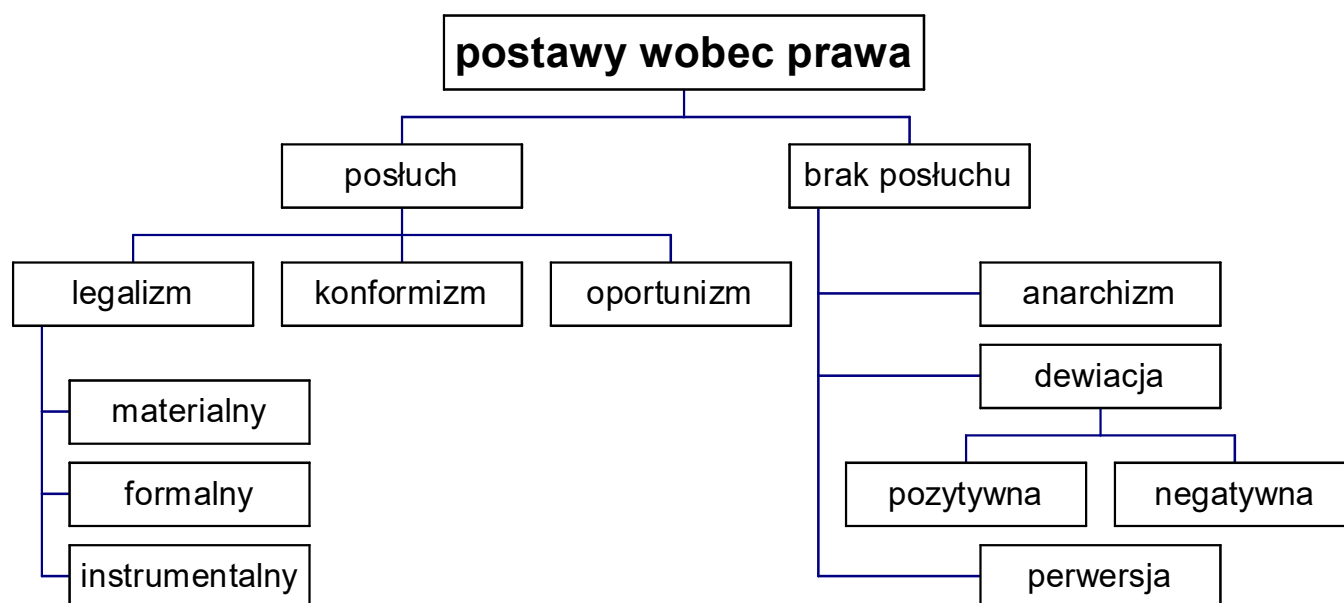 postawy wobec prawa
posłuch
brak posłuchu
legalizm
konformizm
oportunizm
anarchizm
dewiacja
materialny
formalny
pozytywna
negatywna
instrumentalny
perwersja